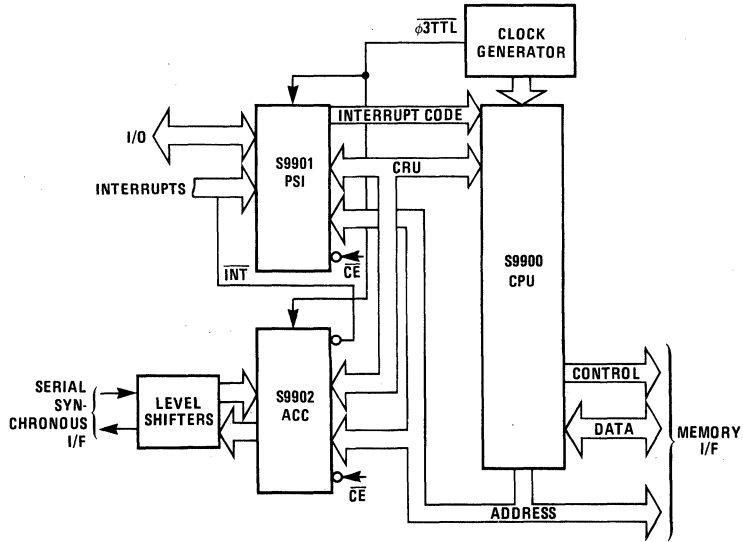 φ3TTL
CLOCK
GENERATOR
INTERRUPT CODE
I/O
S9901
PSI
CRU
INTERRUPTS
S9900
CPU
INT
CE
CONTROL
SERIAL
SYN-
CHRONOUS
I/F
LEVEL
SHIFTERS
S9902
ACC
DATA
MEMORY
I/F
CE
ADDRESS